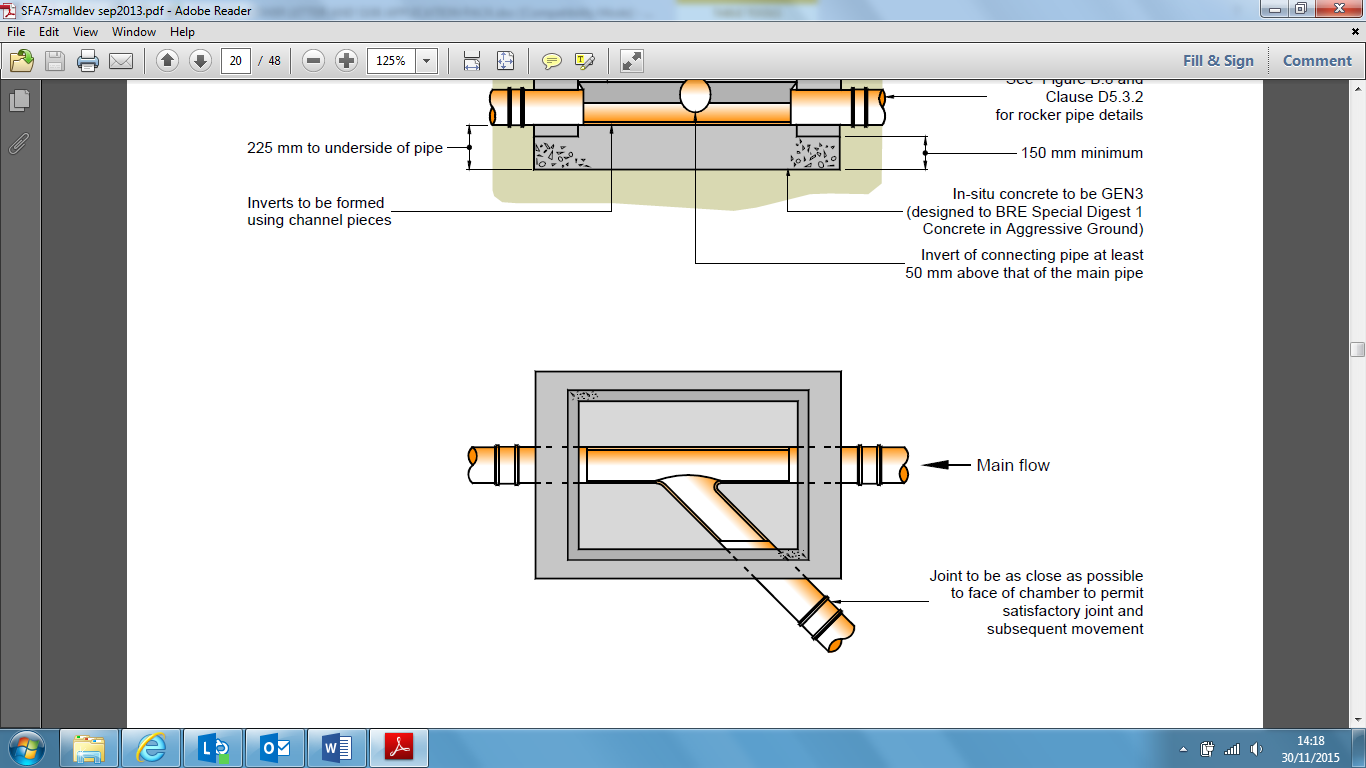 SFA7smalldev sep2013.pdf - Adobe Reader
File Edit View Window Help
20 / 48 125% Fill & Sign Comment
See Figure D.6 and
Clause D5.3.2
for rocker pipe details
225 mm to underside of pipe
150 mm minimum
Inverts to be formed
using channel pieces
In-situ concrete to be GEN3
(designed to BRE Special Digest 1
Concrete in Aggressive Ground)
Invert of connecting pipe at least
50 mm above that of the main pipe
Main flow
Joint to be as close as possible
to face of chamber to permit
satisfactory joint and
subsequent movement
14:18
30/11/2015